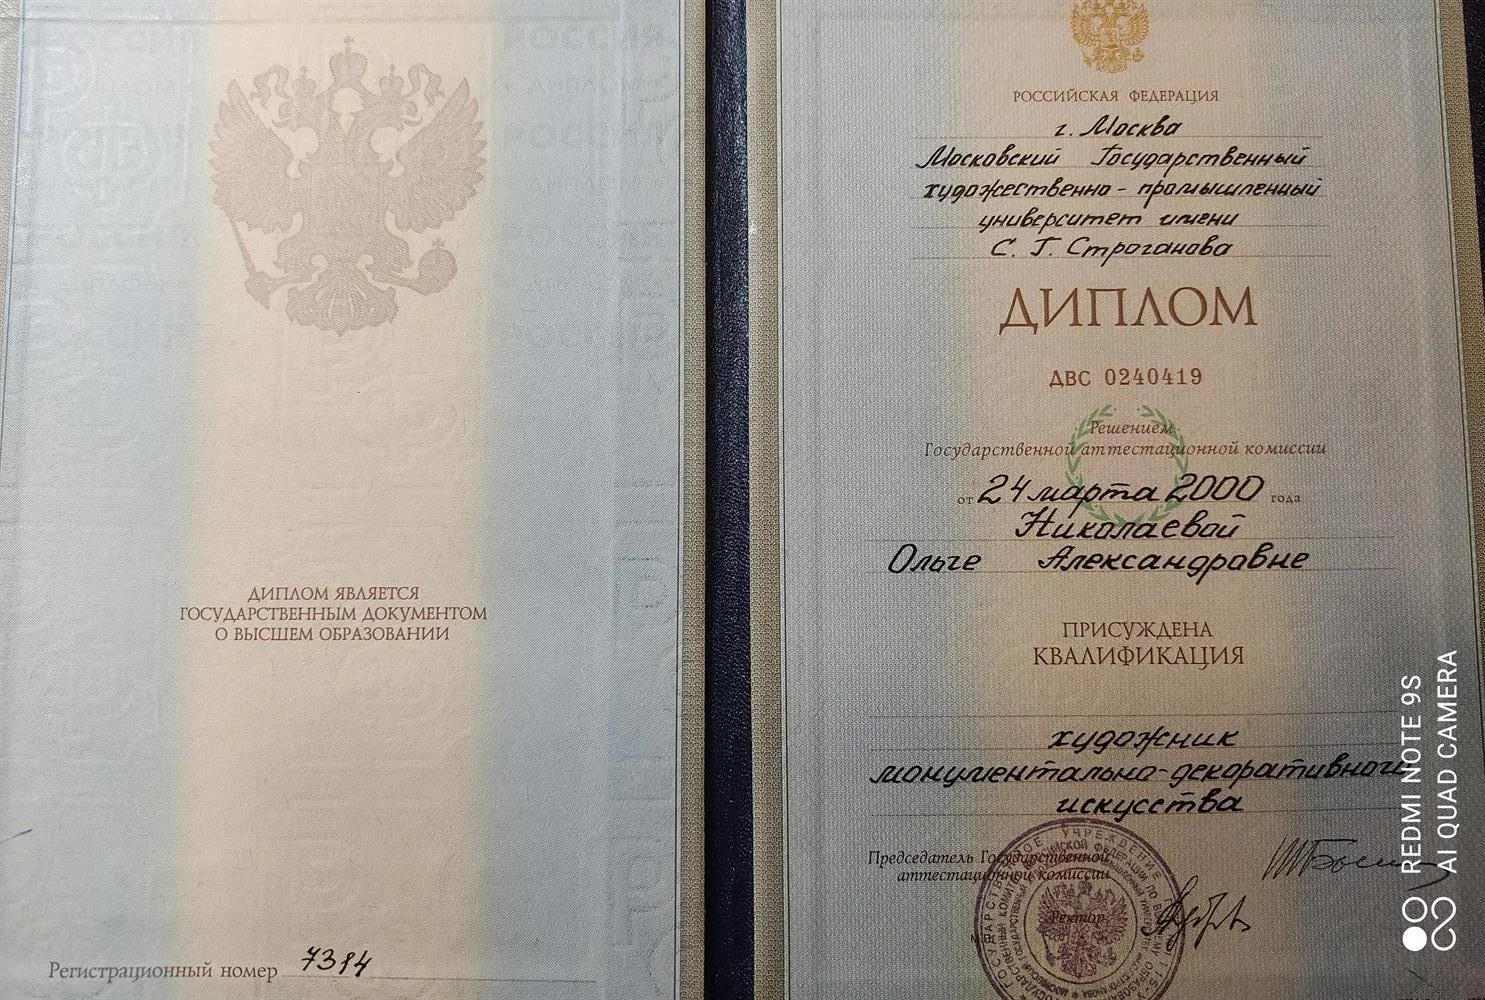 ДИПЛОМ ЯВЛЯЕТСЯ
ГОСУДАРСТВЕННЫМ ДОКУМЕНТОМ
О ВЫСШЕМ ОБРАЗОВАНИИ
Регистрационный номер 7394
РОССИЙСКАЯ ФЕДЕРАЦИЯ
г. Москва
Московский Государственный
художественно-промышленный
университет имени
С. Г. Строганова
ДИПЛОМ
ДВС 0240419
Решением
Государственной аттестационной комиссии
от 24 марта 2000 года
Николаевой
Ольге Александровне
ПРИСУЖДЕНА
КВАЛИФИКАЦИЯ
художник
монументально-декоративного
искусства
Председатель Государственной
аттестационной комиссии
Ректор
REDMI NOTE 9S
AI QUAD CAMERA